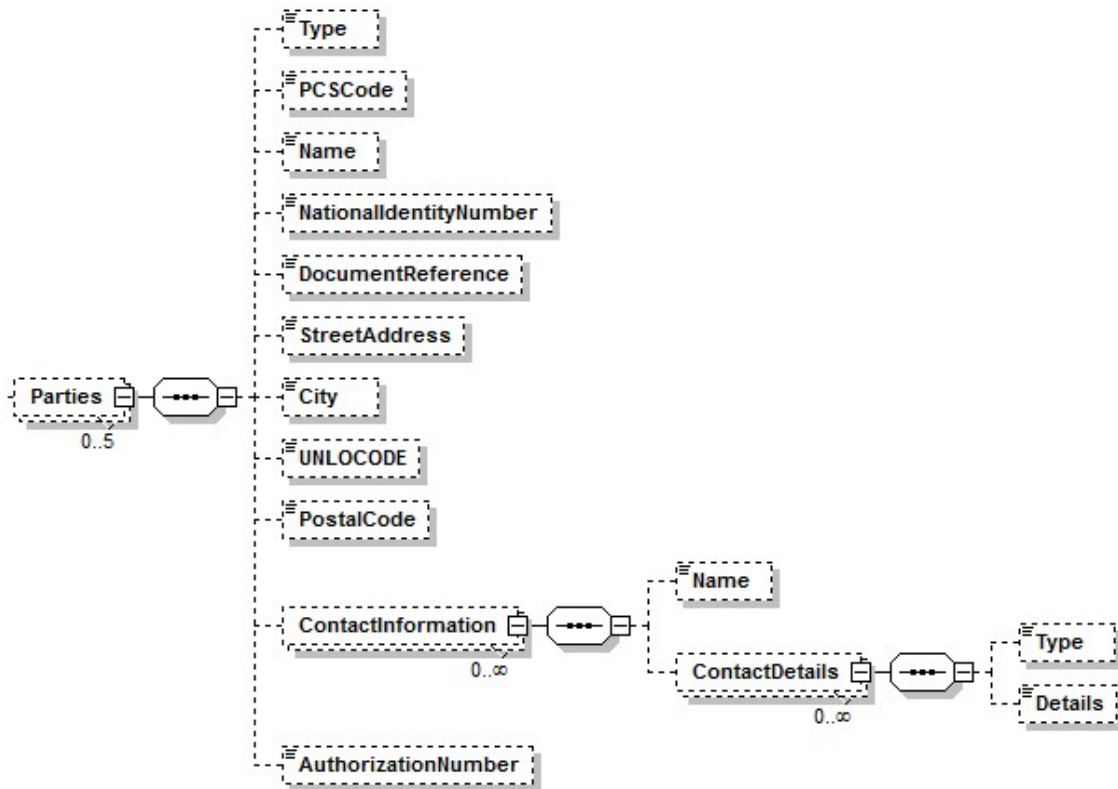 Type
PCSCode
Name
NationalIdentityNumber
DocumentReference
StreetAddress
Parties
0..5
City
UNLOCODE
PostalCode
ContactInformation
0..∞
Name
ContactDetails
0..∞
Type
Details
AuthorizationNumber